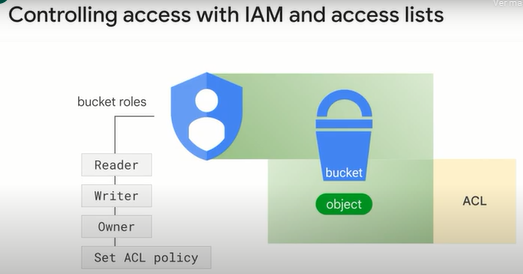 Controlling access with IAM and access lists
bucket roles
Reader
Writer
Owner
Set ACL policy
bucket
object
ACL